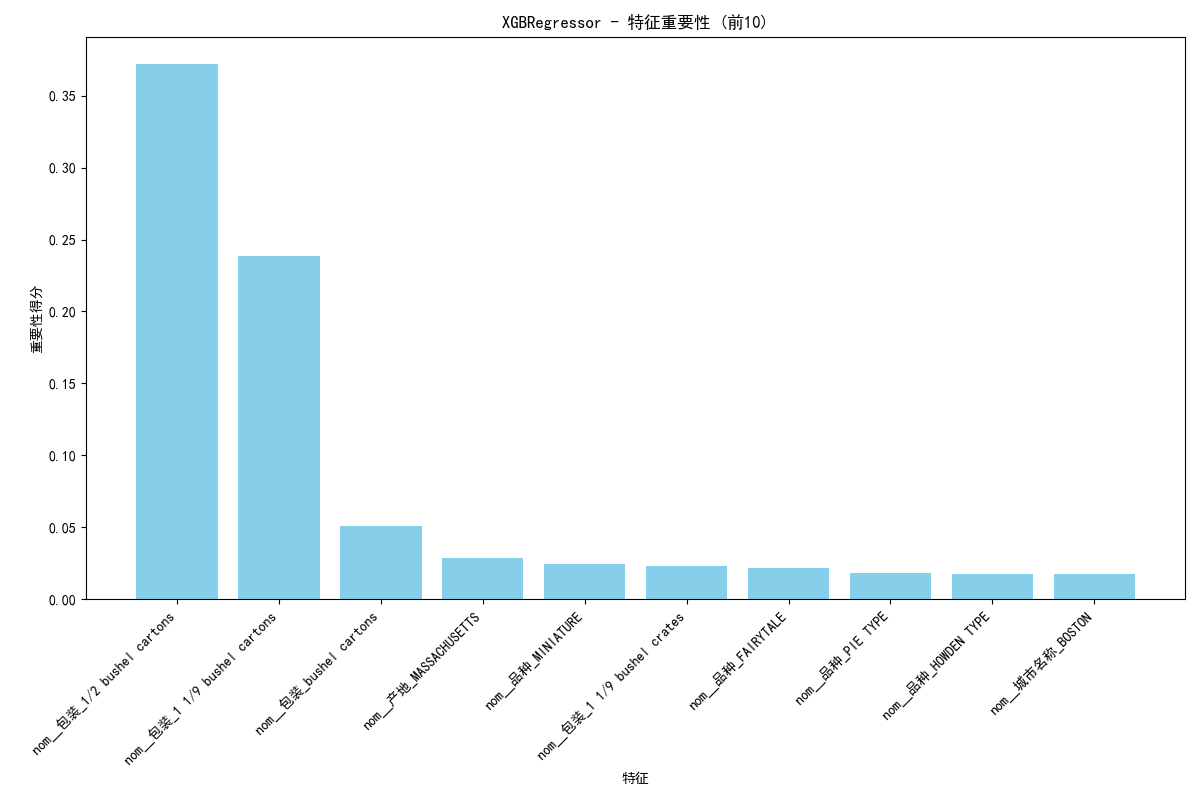 XGBRegressor - 特征重要性 (前10)
重要性得分
0.35
0.30
0.25
0.20
0.15
0.10
0.05
0.00
nom__包装_1/2 bushel cartons
nom__包装_1 1/9 bushel cartons
nom__包装_bushel cartons
nom__产地_MASSACHUSETTS
nom__品种_MINIATURE
nom__包装_1 1/9 bushel crates
nom__品种_FAIRYTALE
nom__品种_PIE TYPE
nom__品种_HOWDEN TYPE
nom__城市名称_BOSTON
特征